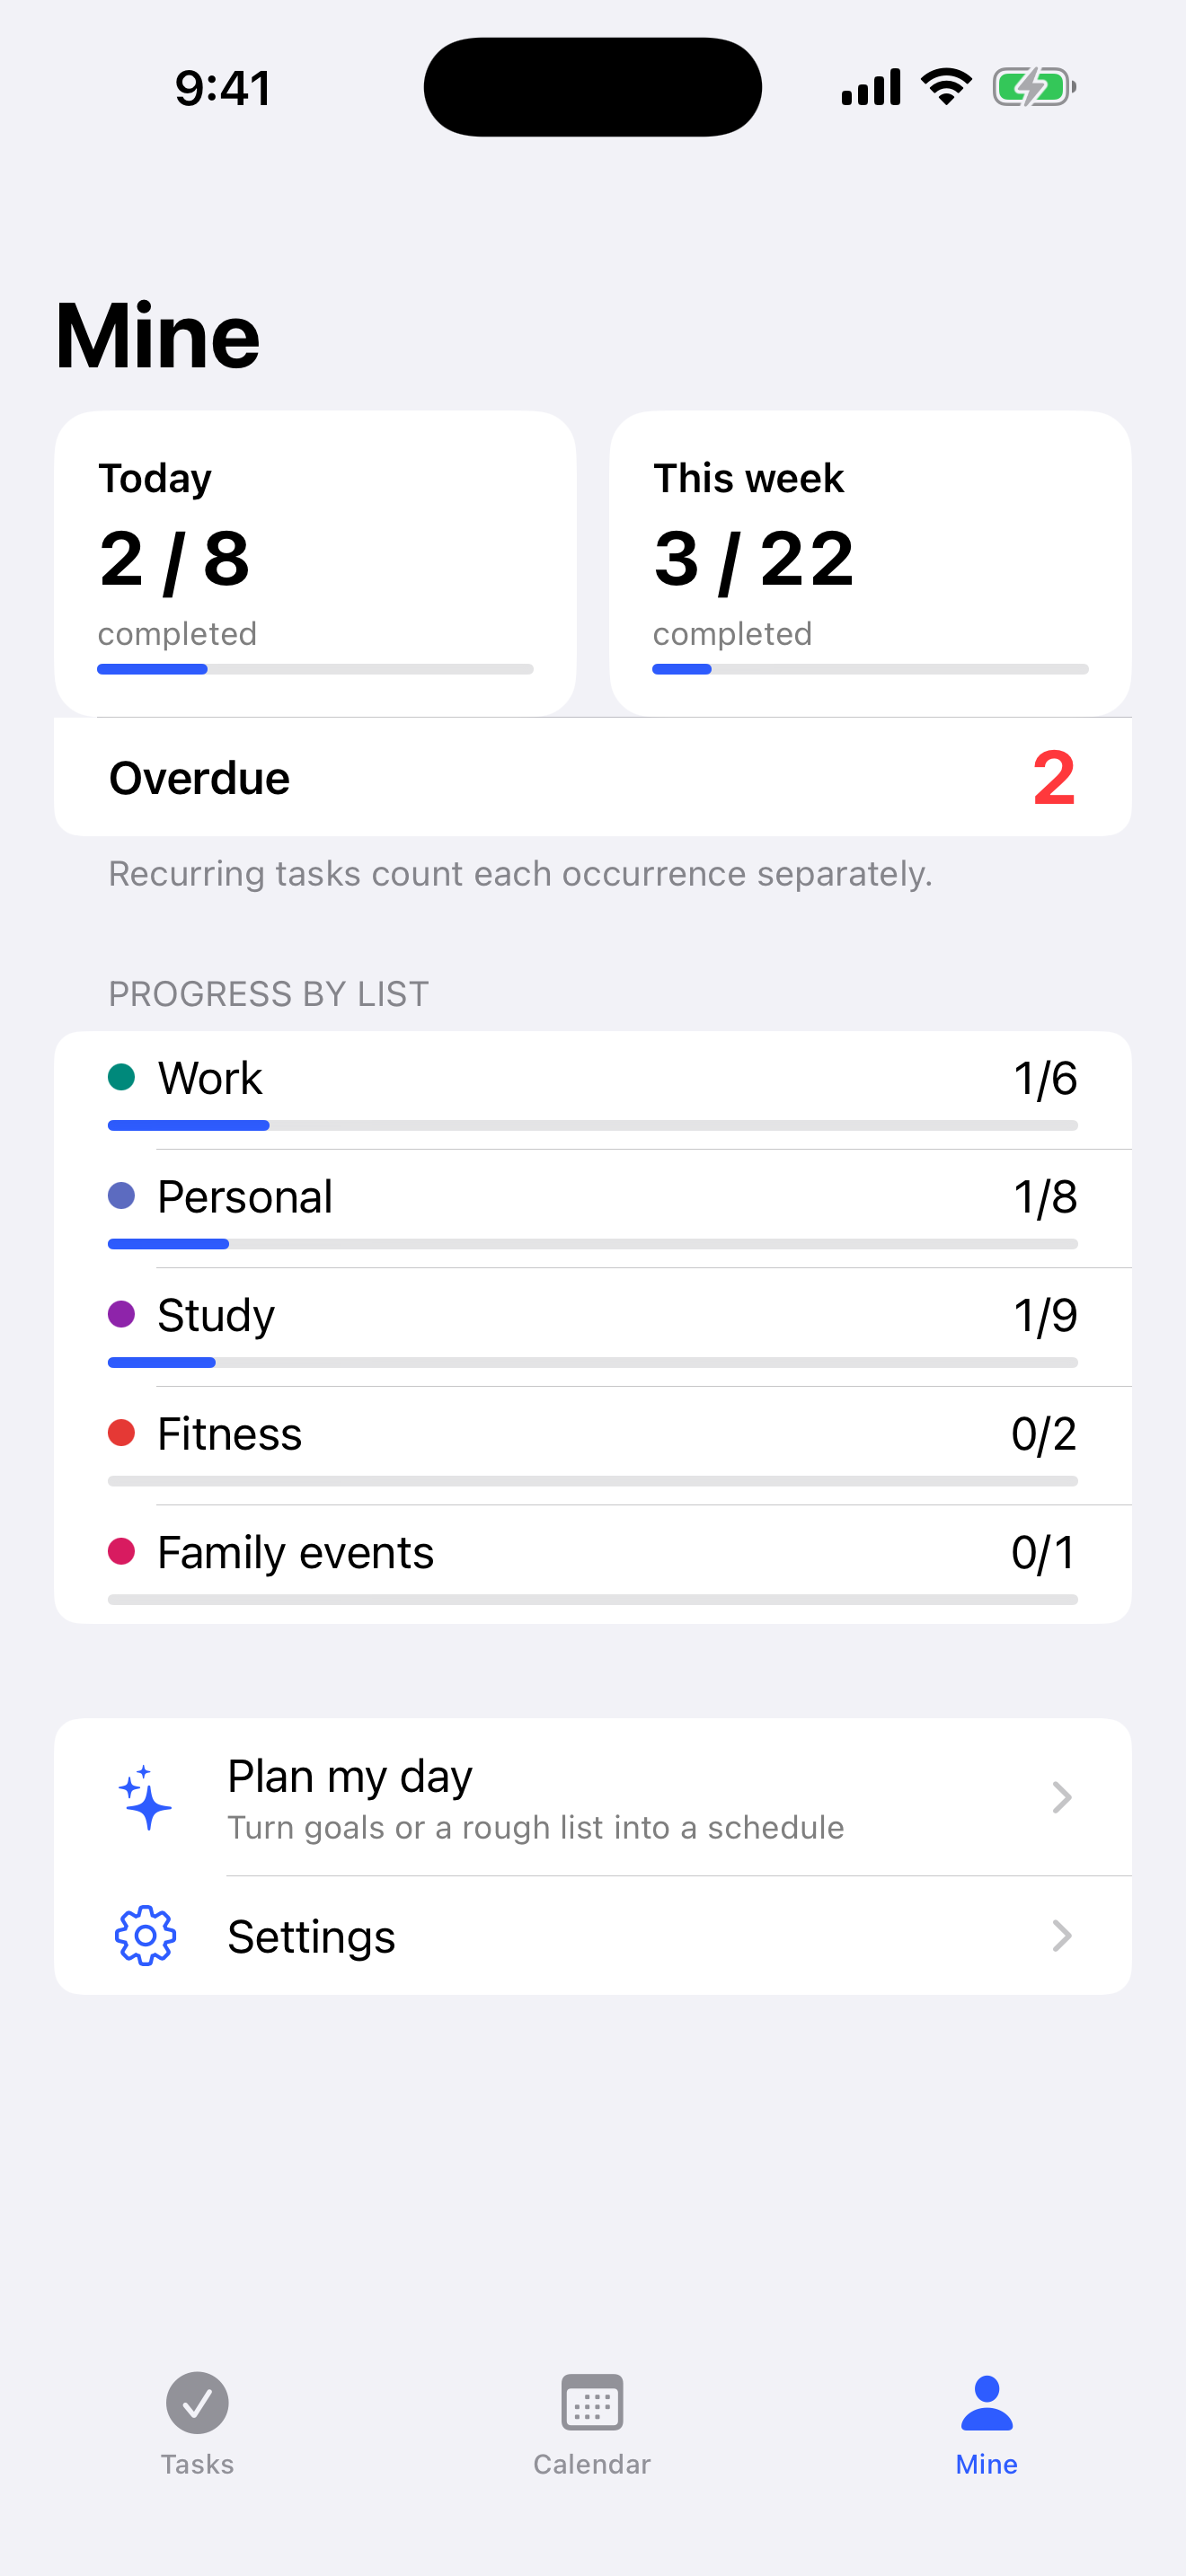 9:41
Mine
Today
2 / 8
completed
This week
3 / 22
completed
Overdue
2
Recurring tasks count each occurrence separately.
PROGRESS BY LIST
Work 1/6
Personal 1/8
Study 1/9
Fitness 0/2
Family events 0/1
Plan my day
Turn goals or a rough list into a schedule
Settings
Tasks
Calendar
Mine